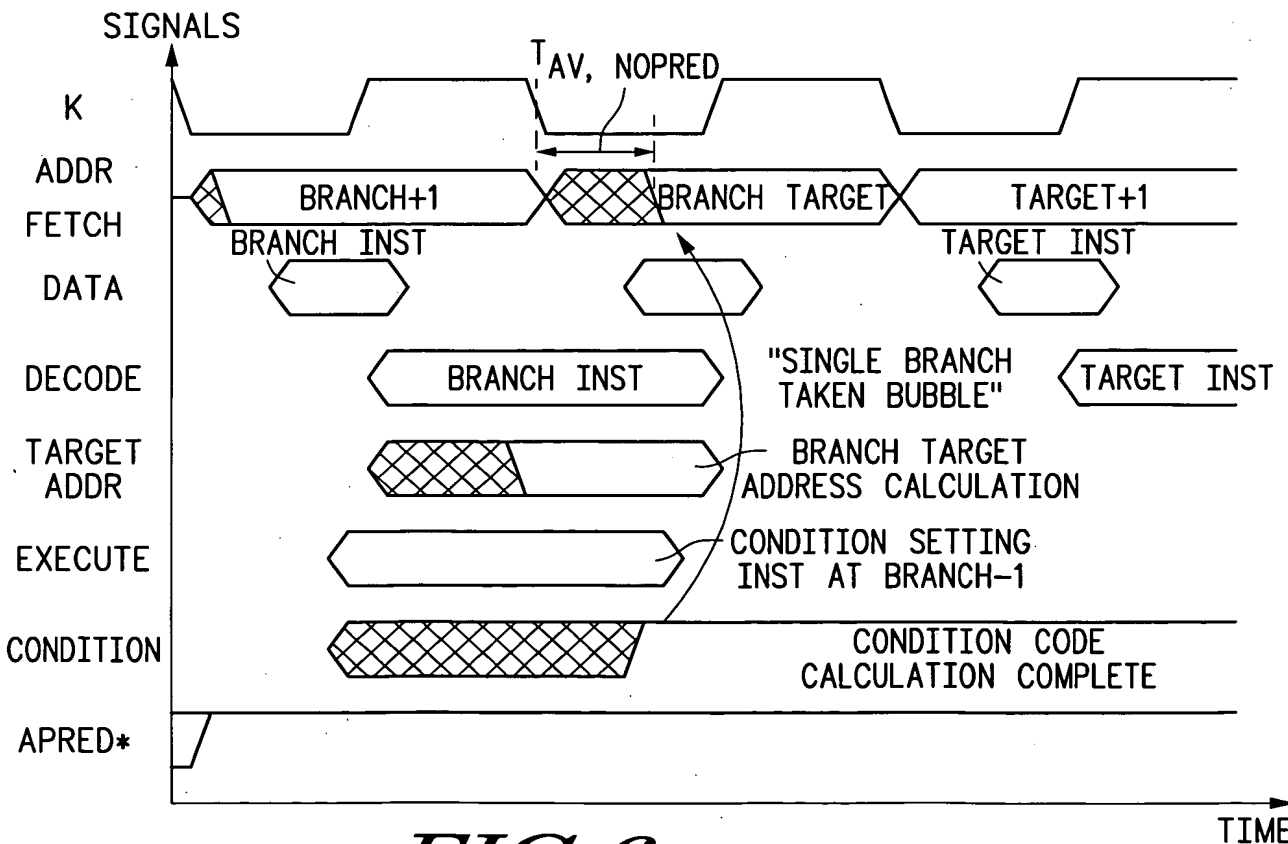 SIGNALS
T AV, NOPRED
K
ADDR
FETCH
BRANCH+1
BRANCH TARGET
TARGET+1
BRANCH INST
TARGET INST
DATA
DECODE
BRANCH INST
"SINGLE BRANCH
TAKEN BUBBLE"
TARGET INST
TARGET
ADDR
BRANCH TARGET
ADDRESS CALCULATION
EXECUTE
CONDITION SETTING
INST AT BRANCH-1
CONDITION
CONDITION CODE
CALCULATION COMPLETE
APRED*
TIME